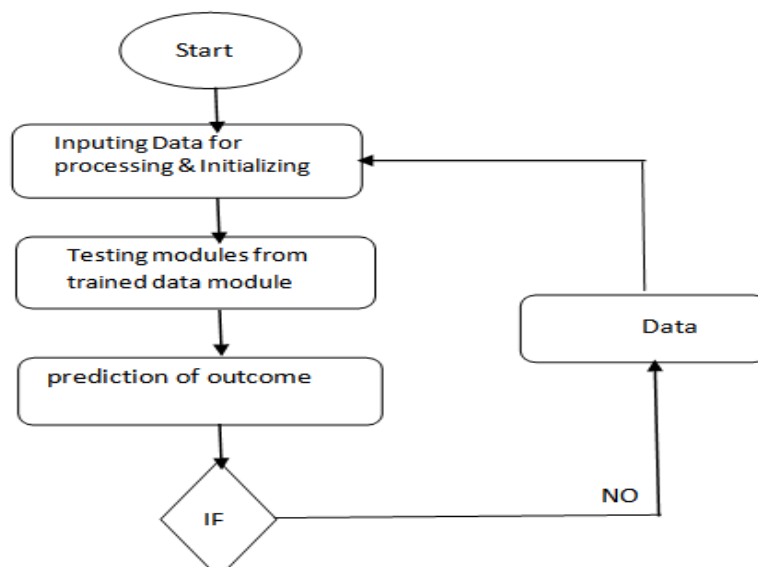 Start
Inputing Data for
processing & Initializing
Testing modules from
trained data module
Data
prediction of outcome
NO
IF